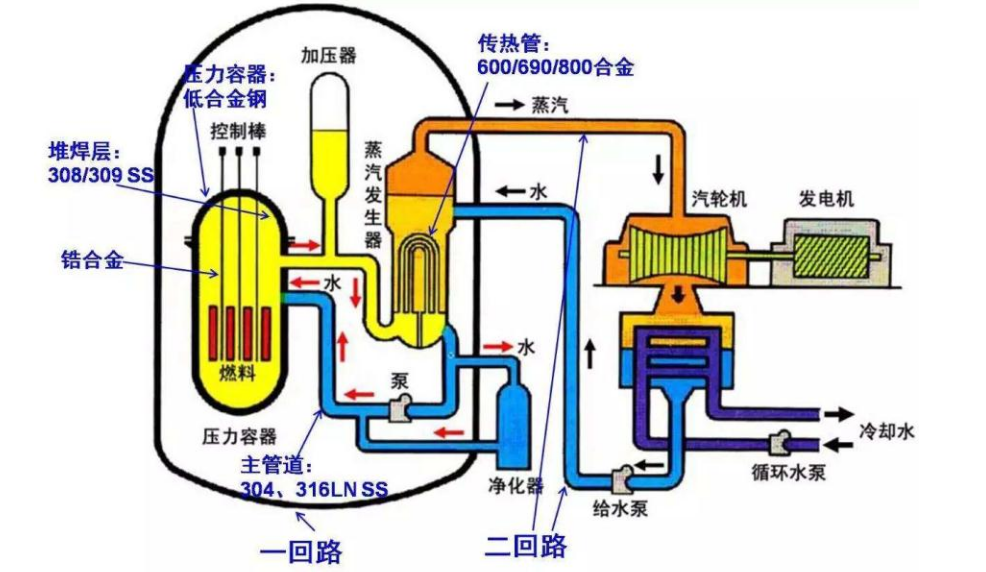 加压器
传热管：
600/690/800合金
压力容器：
低合金钢
蒸汽
控制棒
堆焊层：
308/309 SS
蒸汽发生器
水
汽轮机
发电机
锆合金
水
水
燃料
泵
压力容器
冷却水
主管道：
304、316LN SS
净化器
循环水泵
给水泵
一回路
二回路